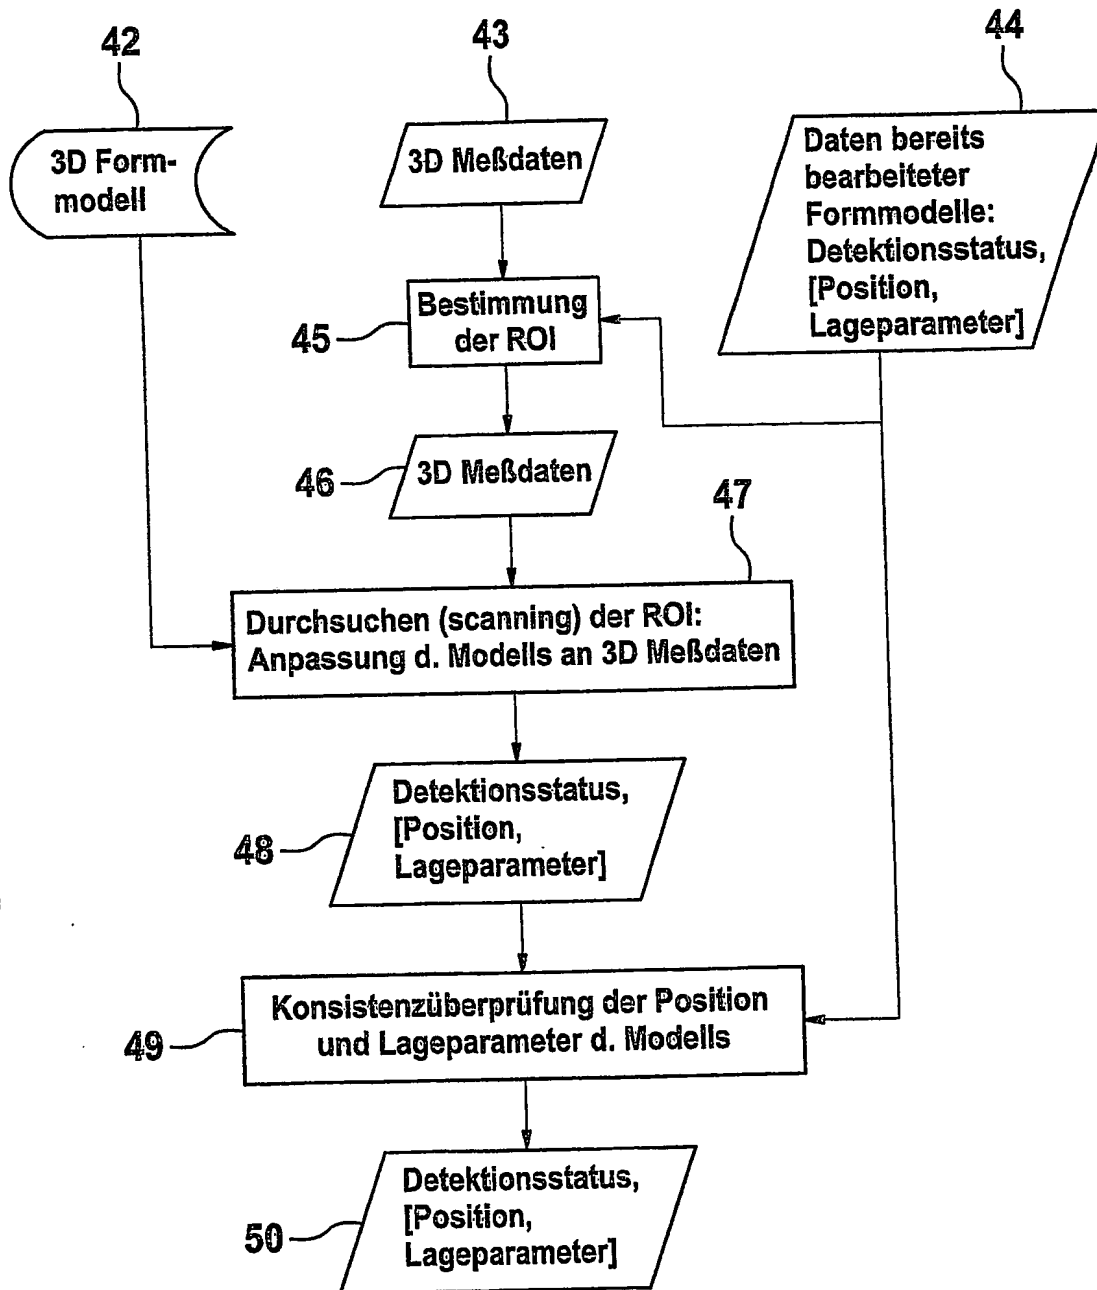 42
43
44
3D Form-
modell
3D Meßdaten
Daten bereits
bearbeiteter
Formmodelle:
Detektionsstatus,
[Position,
Lageparameter]
45
Bestimmung
der ROI
46
3D Meßdaten
47
Durchsuchen (scanning) der ROI:
Anpassung d. Modells an 3D Meßdaten
48
Detektionsstatus,
[Position,
Lageparameter]
49
Konsistenzüberprüfung der Position
und Lageparameter d. Modells
50
Detektionsstatus,
[Position,
Lageparameter]